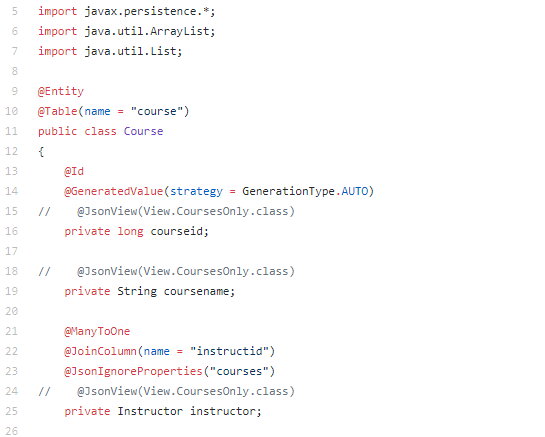 5 import javax.persistence.*;
6 import java.util.ArrayList;
7 import java.util.List;
8
9 @Entity
10 @Table(name = "course")
11 public class Course
12 {
13     @Id
14     @GeneratedValue(strategy = GenerationType.AUTO)
15 //    @JsonView(View.CoursesOnly.class)
16     private long courseid;
17
18 //    @JsonView(View.CoursesOnly.class)
19     private String coursename;
20
21     @ManyToOne
22     @JoinColumn(name = "instructid")
23     @JsonIgnoreProperties("courses")
24 //    @JsonView(View.CoursesOnly.class)
25     private Instructor instructor;
26